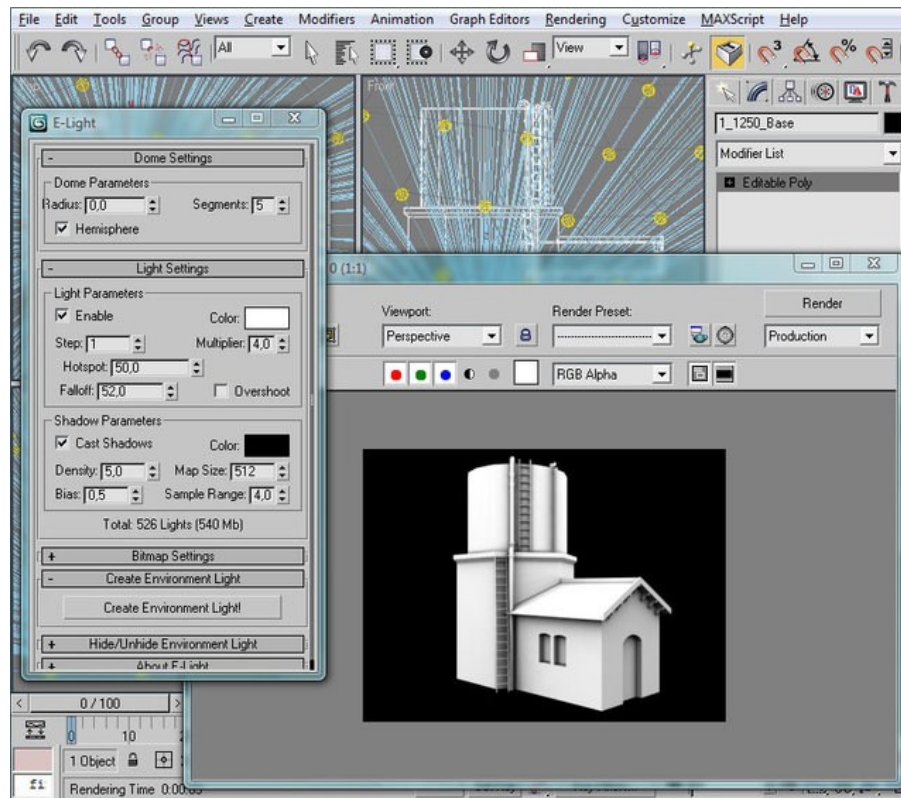 File Edit Tools Group Views Create Modifiers Animation Graph Editors Rendering Customize MAXScript Help
All
View
Front
E-Light
Dome Settings
Dome Parameters
Radius: 0,0 Segments: 5
Hemisphere
Light Settings
Light Parameters
Enable Color:
Step: 1 Multiplier: 4,0
Hotspot: 50,0
Falloff: 52,0 Overshoot
Shadow Parameters
Cast Shadows Color:
Density: 5,0 Map Size: 512
Bias: 0,5 Sample Range: 4,0
Total: 526 Lights (540 Mb)
Bitmap Settings
Create Environment Light
Create Environment Light!
Hide/Unhide Environment Light
About E-Light
1_1250_Base
Modifier List
Editable Poly
0 (1:1)
Viewport: Render Preset: Render
Perspective Production
RGB Alpha
0 / 100
0 10
1 Object
fi Rendering Time